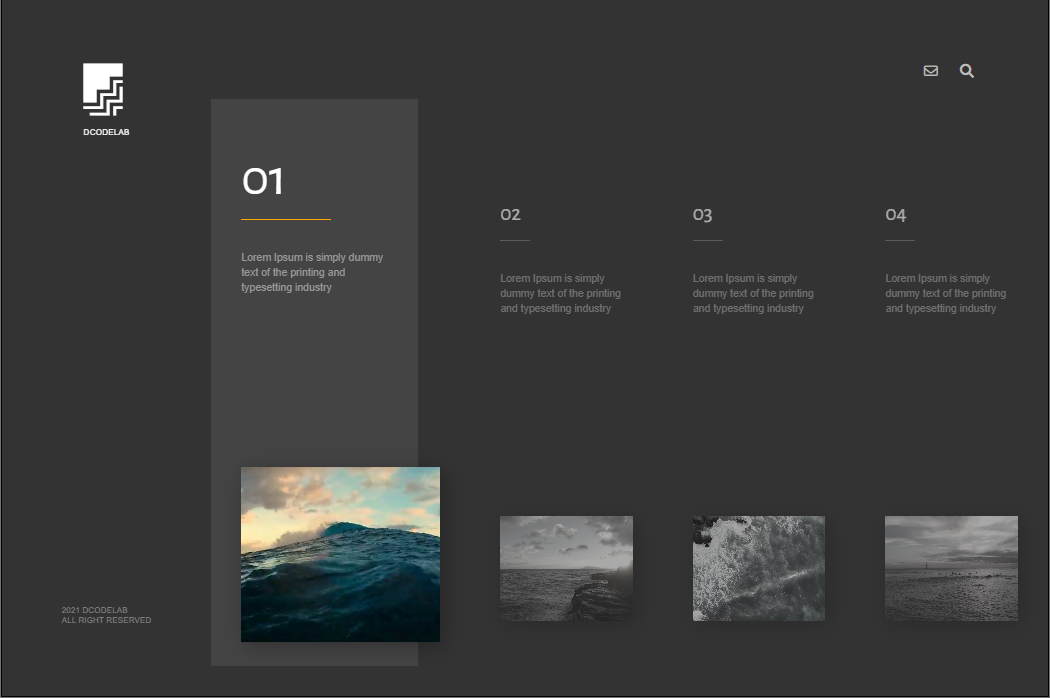 DCODELAB
01
Lorem Ipsum is simply dummy
text of the printing and
typesetting industry
02
Lorem Ipsum is simply
dummy text of the printing
and typesetting industry
03
Lorem Ipsum is simply
dummy text of the printing
and typesetting industry
04
Lorem Ipsum is simply
dummy text of the printing
and typesetting industry
2021 DCODELAB
ALL RIGHT RESERVED